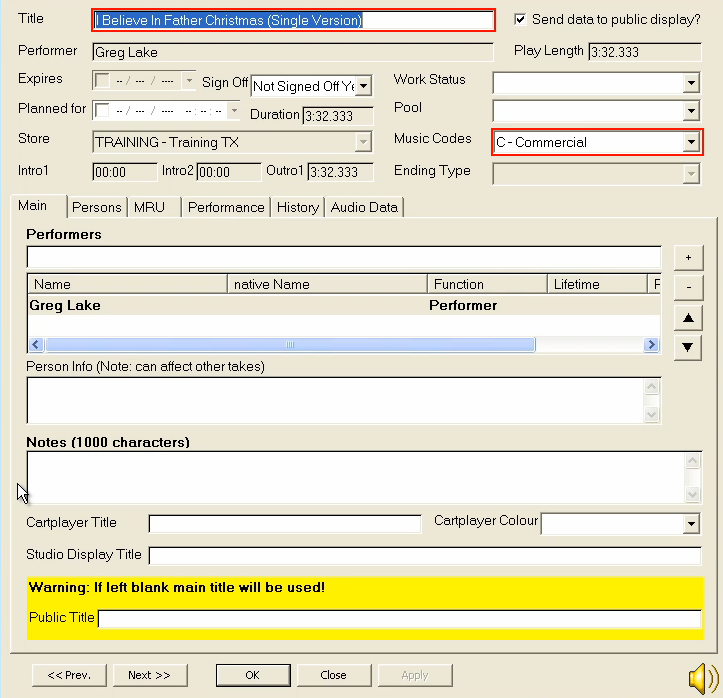 Title I Believe In Father Christmas (Single Version) Send data to public display?
Performer Greg Lake Play Length 3:32.333
Expires -- / --- / ---- Sign Off Not Signed Off Ye Work Status
Planned for -- / --- / ---- -- : -- : -- Duration 3:32.333 Pool
Store TRAINING - Training TX Music Codes C - Commercial
Intro1 00:00 Intro2 00:00 Outro1 3:32.333 Ending Type
Main Persons MRU Performance History Audio Data
Performers
+
Name native Name Function Lifetime F
-
Greg Lake Performer
Person Info (Note: can affect other takes)
Notes (1000 characters)
Cartplayer Title Cartplayer Colour
Studio Display Title
Warning: If left blank main title will be used!
Public Title
<< Prev. Next >> OK Close Apply